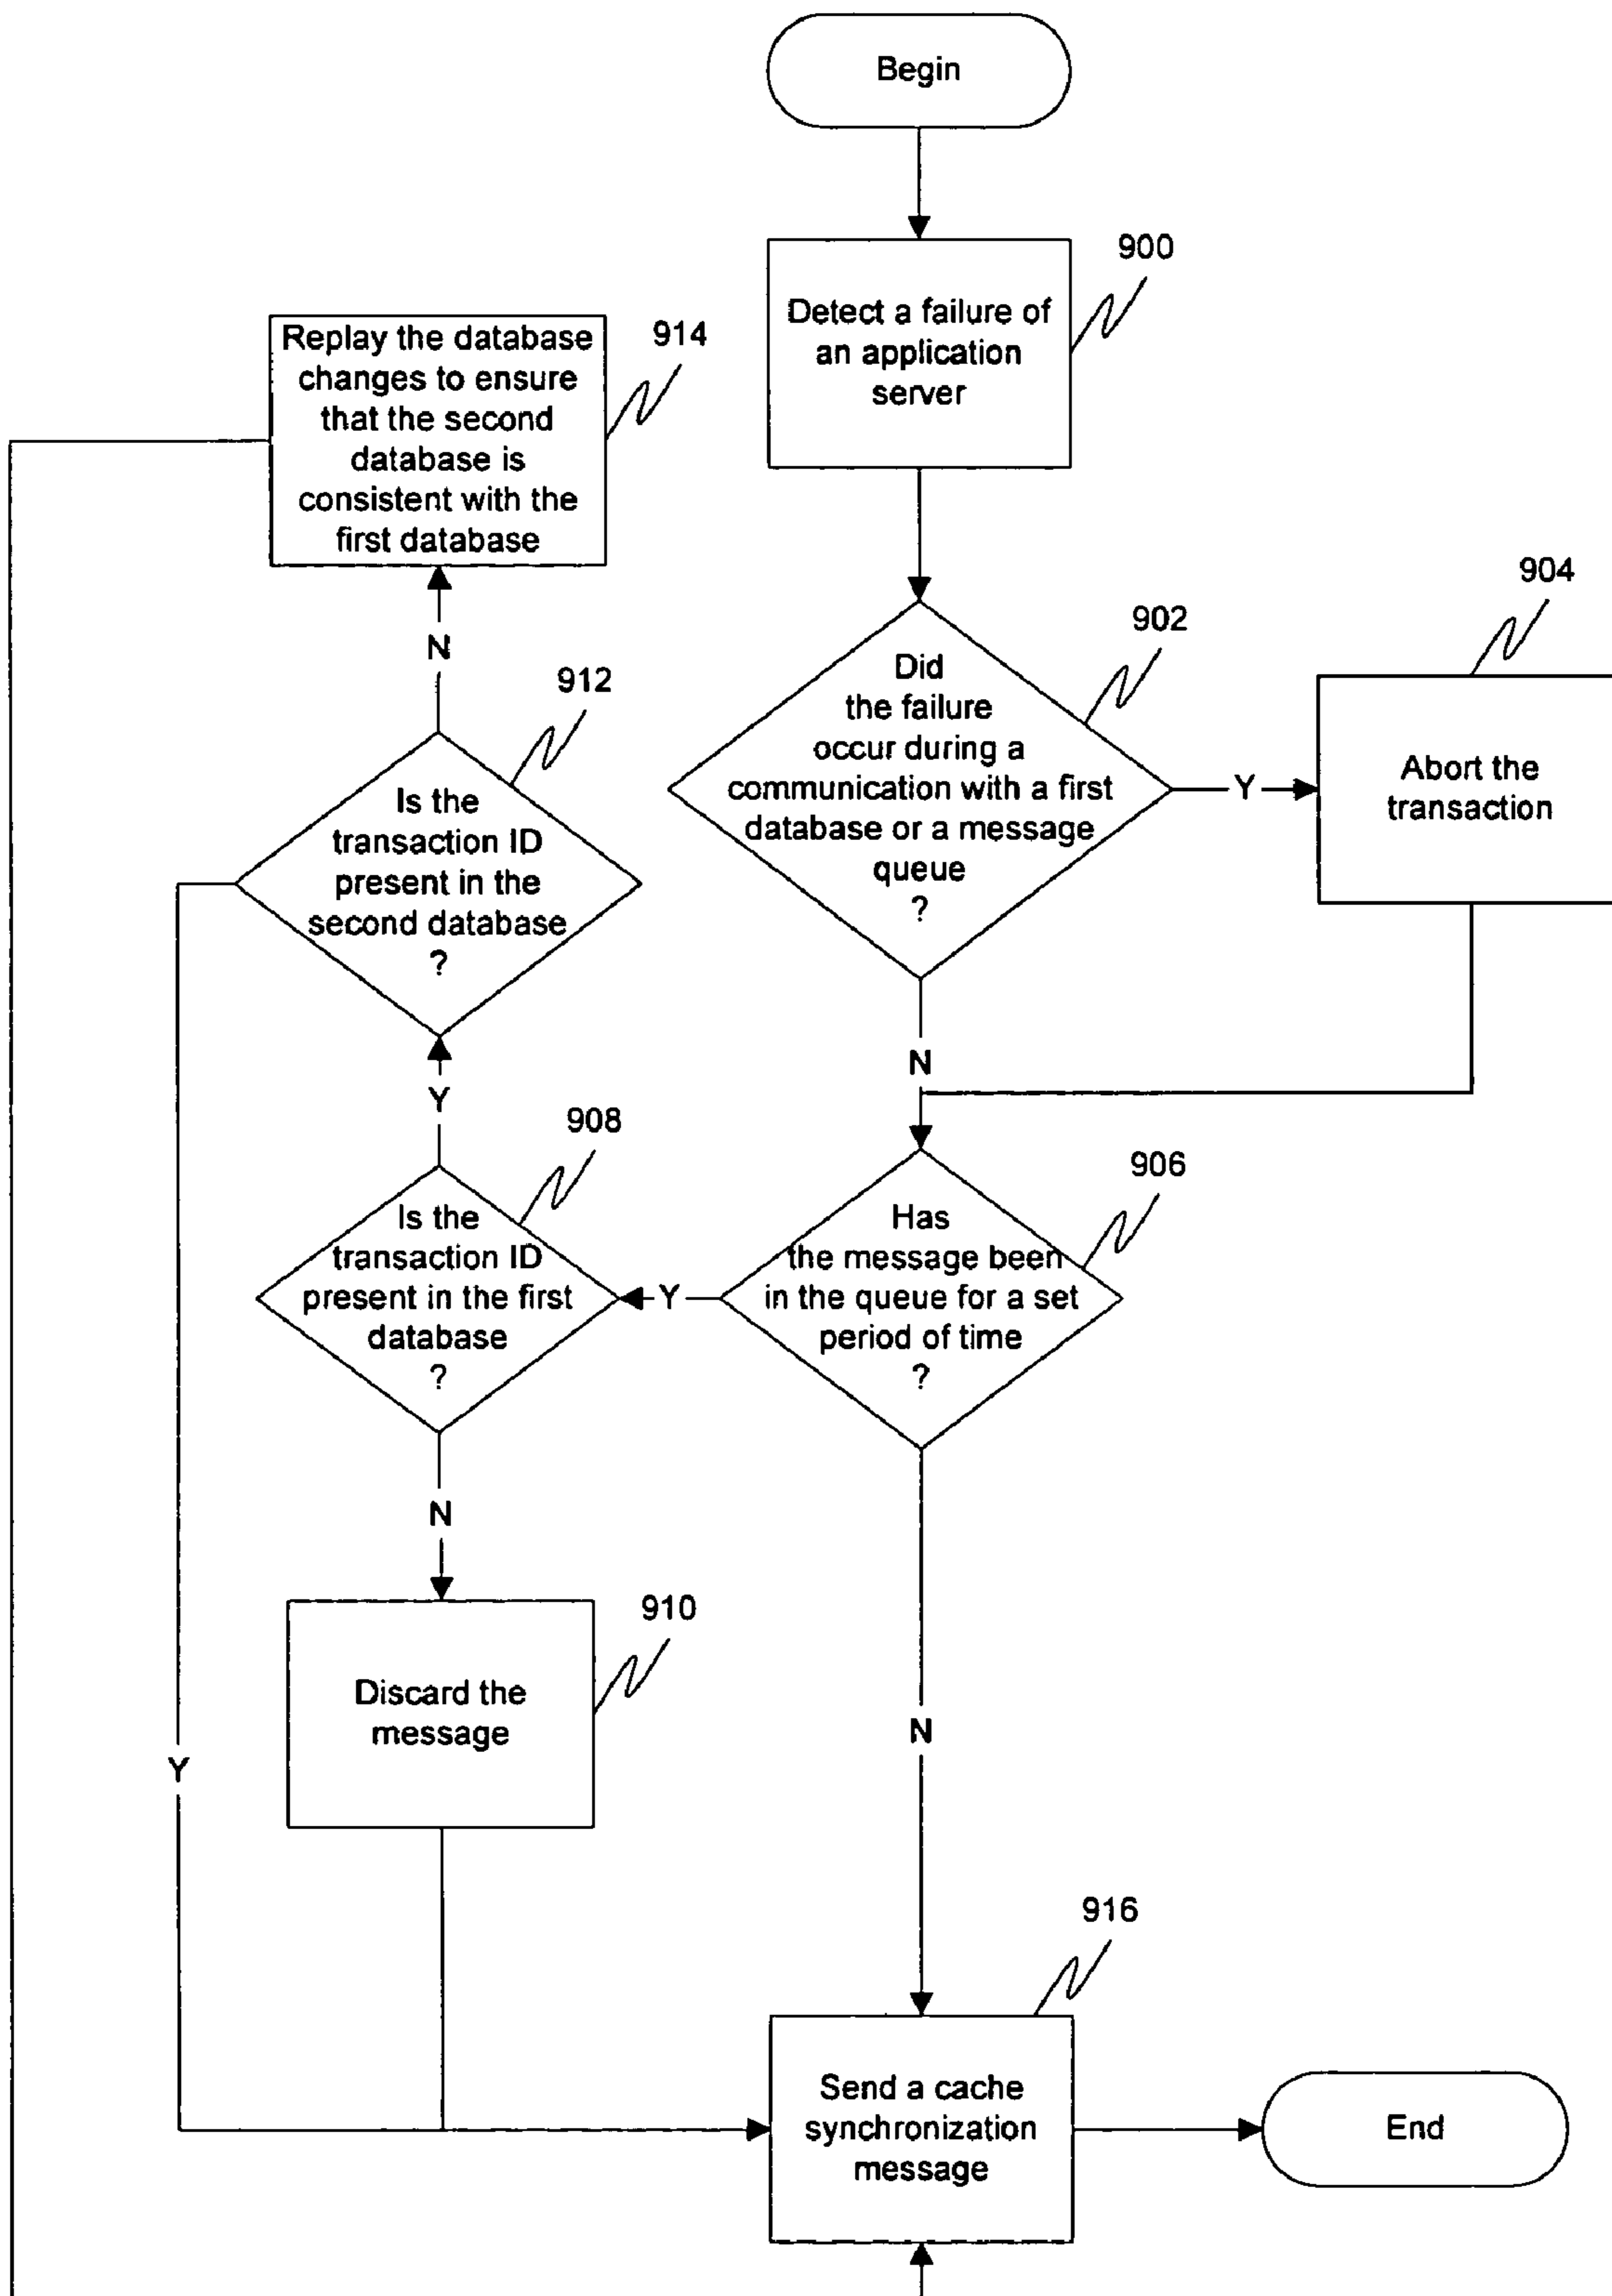 Begin
900
Detect a failure of
an application
server
914
Replay the database
changes to ensure
that the second
database is
consistent with the
first database
904
902
Did
the failure
occur during a
communication with a first
database or a message
queue
?
Y
Abort the
transaction
N
912
Is the
transaction ID
present in the
second database
?
N
Y
908
906
Is the
transaction ID
present in the first
database
?
Y
Has
the message been
in the queue for a set
period of time
?
N
910
Discard the
message
N
Y
916
Send a cache
synchronization
message
End